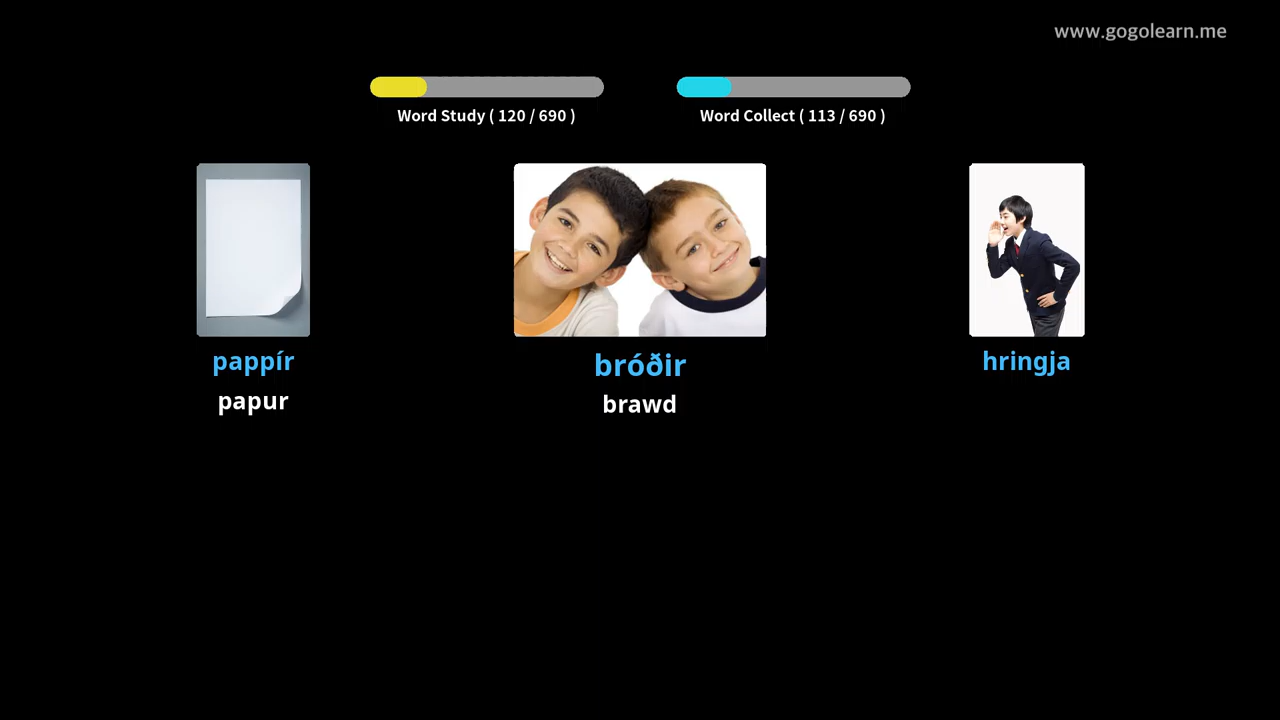 www.gogolearn.me
Word Study ( 120 / 690 )
Word Collect ( 113 / 690 )
pappír
bróðir
hringja
papur
brawd